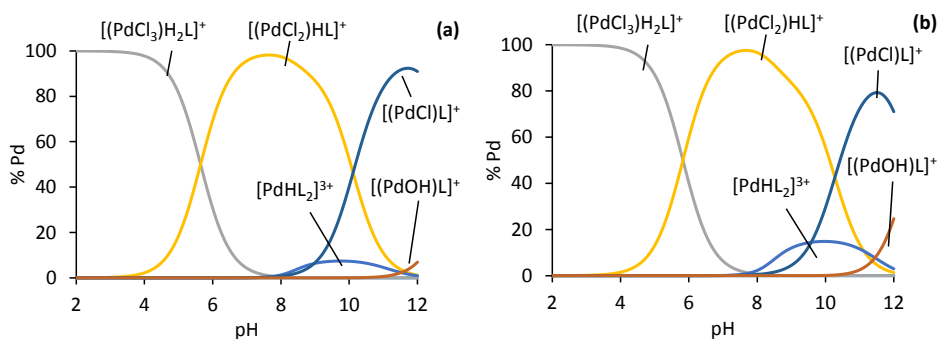 [(PdCl₃)H₂L]⁺ [(PdCl₂)HL]⁺ (a)
100
80
60
40
20
0
% Pd
[(PdCl)L]⁺
[PdHL₂]³⁺
[(PdOH)L]⁺
2 4 6 8 10 12
pH
[(PdCl₃)H₂L]⁺ [(PdCl₂)HL]⁺ (b)
100
80
60
40
20
0
% Pd
[(PdCl)L]⁺
[(PdOH)L]⁺
[PdHL₂]³⁺
2 4 6 8 10 12
pH